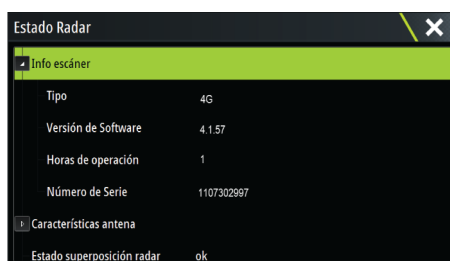 Estado Radar
Info escáner
Tipo 4G
Versión de Software 4.1.57
Horas de operación 1
Número de Serie 1107302997
Características antena
Estado superposición radar ok